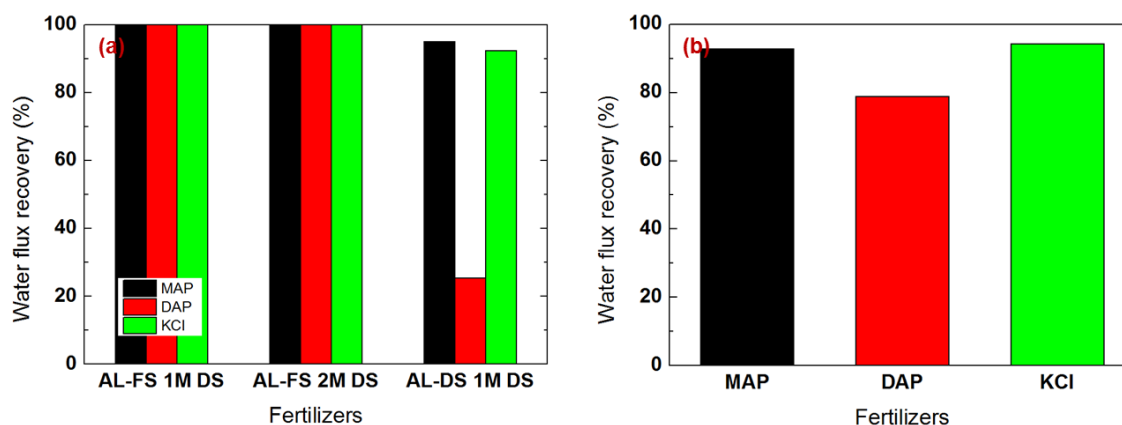 (a)
Water flux recovery (%)
100
80
60
40
20
0
MAP
DAP
KCl
AL-FS 1M DS AL-FS 2M DS AL-DS 1M DS
Fertilizers
(b)
Water flux recovery (%)
100
80
60
40
20
0
MAP DAP KCl
Fertilizers